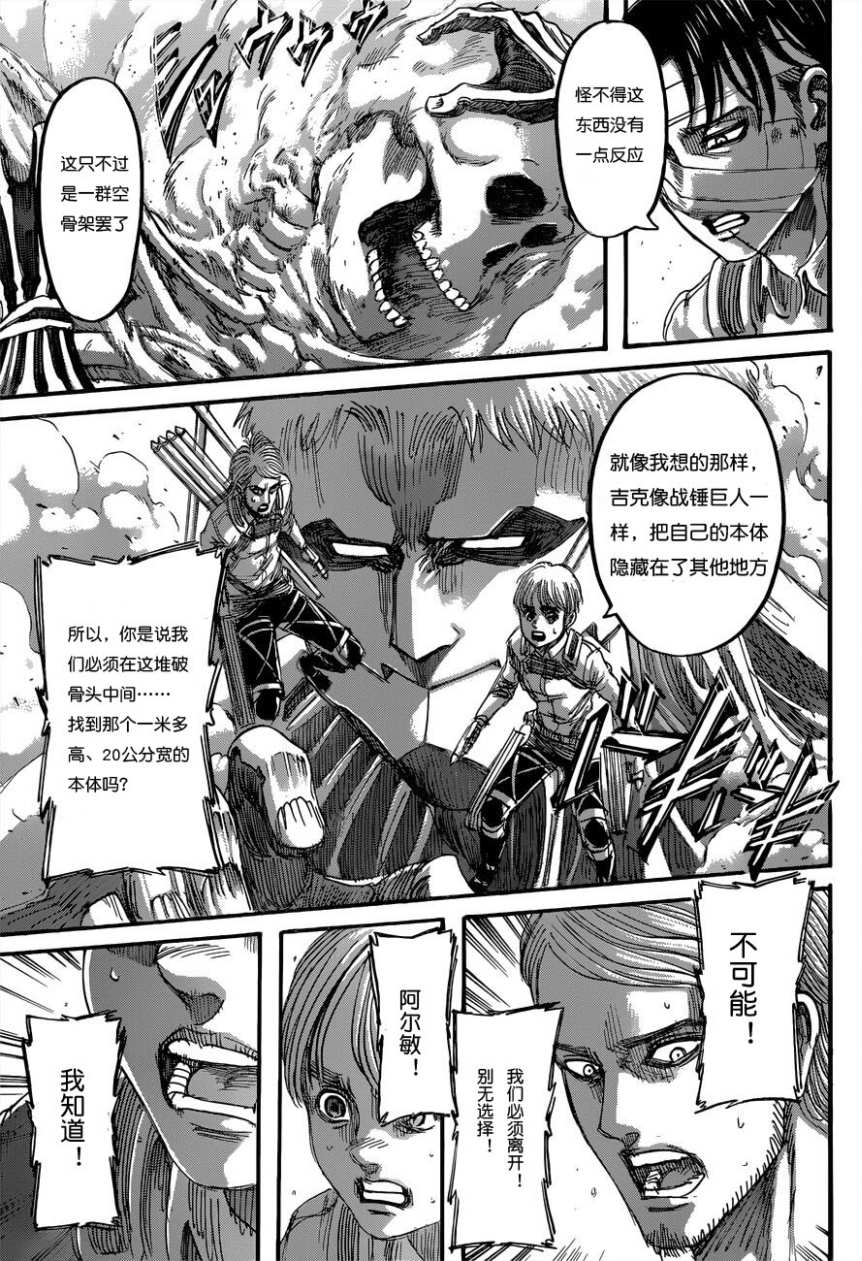 怪不得这
东西没有
一点反应
这只不过
是一群空
骨架罢了
就像我想的那样，
吉克像战锤巨人一
样，把自己的本体
隐藏在了其他地方
所以，你是说我
们必须在这堆破
骨头中间……
找到那个一米多
高、20公分宽的
本体吗？
不可能！
我们必须离开！
别无选择！
阿尔敏！
我知道！